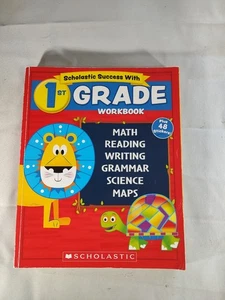 Scholastic Success With
1ST GRADE
WORKBOOK
Plus
48
Stickers!
MATH
READING
WRITING
GRAMMAR
SCIENCE
MAPS
SCHOLASTIC